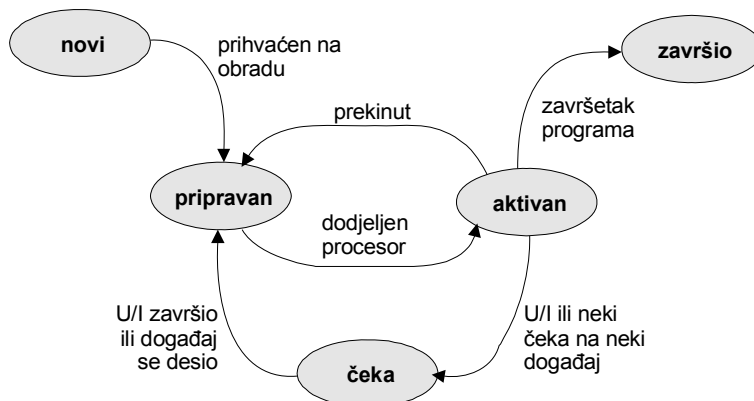 novi
prihvaćen na
obradu
završio
završetak
programa
prekinut
pripravan
aktivan
dodjeljen
procesor
U/I završio
ili događaj
se desio
U/I ili neki
čeka na neki
događaj
čeka